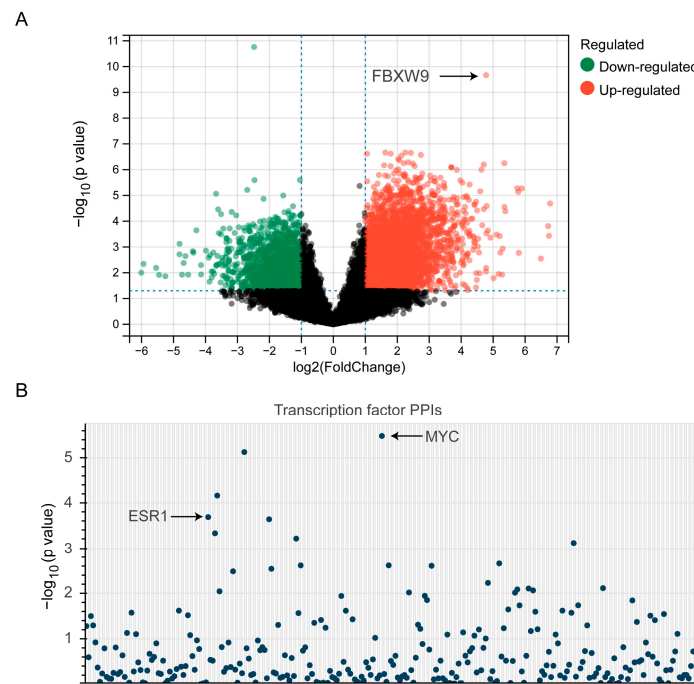 A
Regulated
Down-regulated
Up-regulated
FBXW9
−log10(p value)
11
10
9
8
7
6
5
4
3
2
1
0
−6 −5 −4 −3 −2 −1 0 1 2 3 4 5 6 7
log2(FoldChange)
B
Transcription factor PPIs
MYC
ESR1
−log10(p value)
5
4
3
2
1